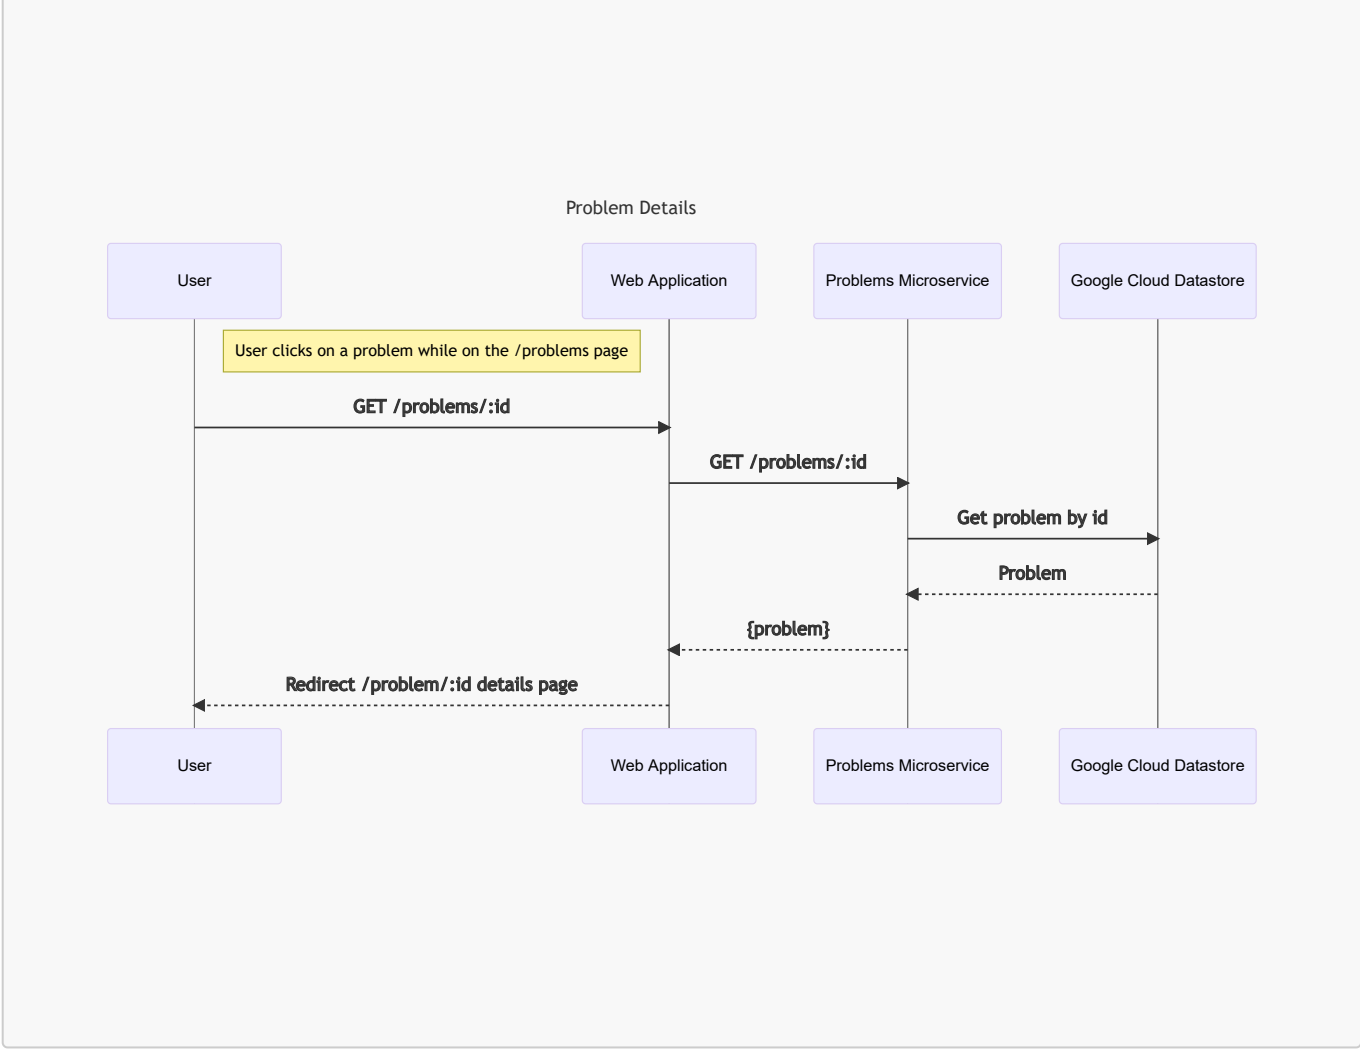 Problem Details
User
Web Application
Problems Microservice
Google Cloud Datastore
User clicks on a problem while on the /problems page
GET /problems/:id
GET /problems/:id
Get problem by id
Problem
{problem}
Redirect /problem/:id details page
User
Web Application
Problems Microservice
Google Cloud Datastore